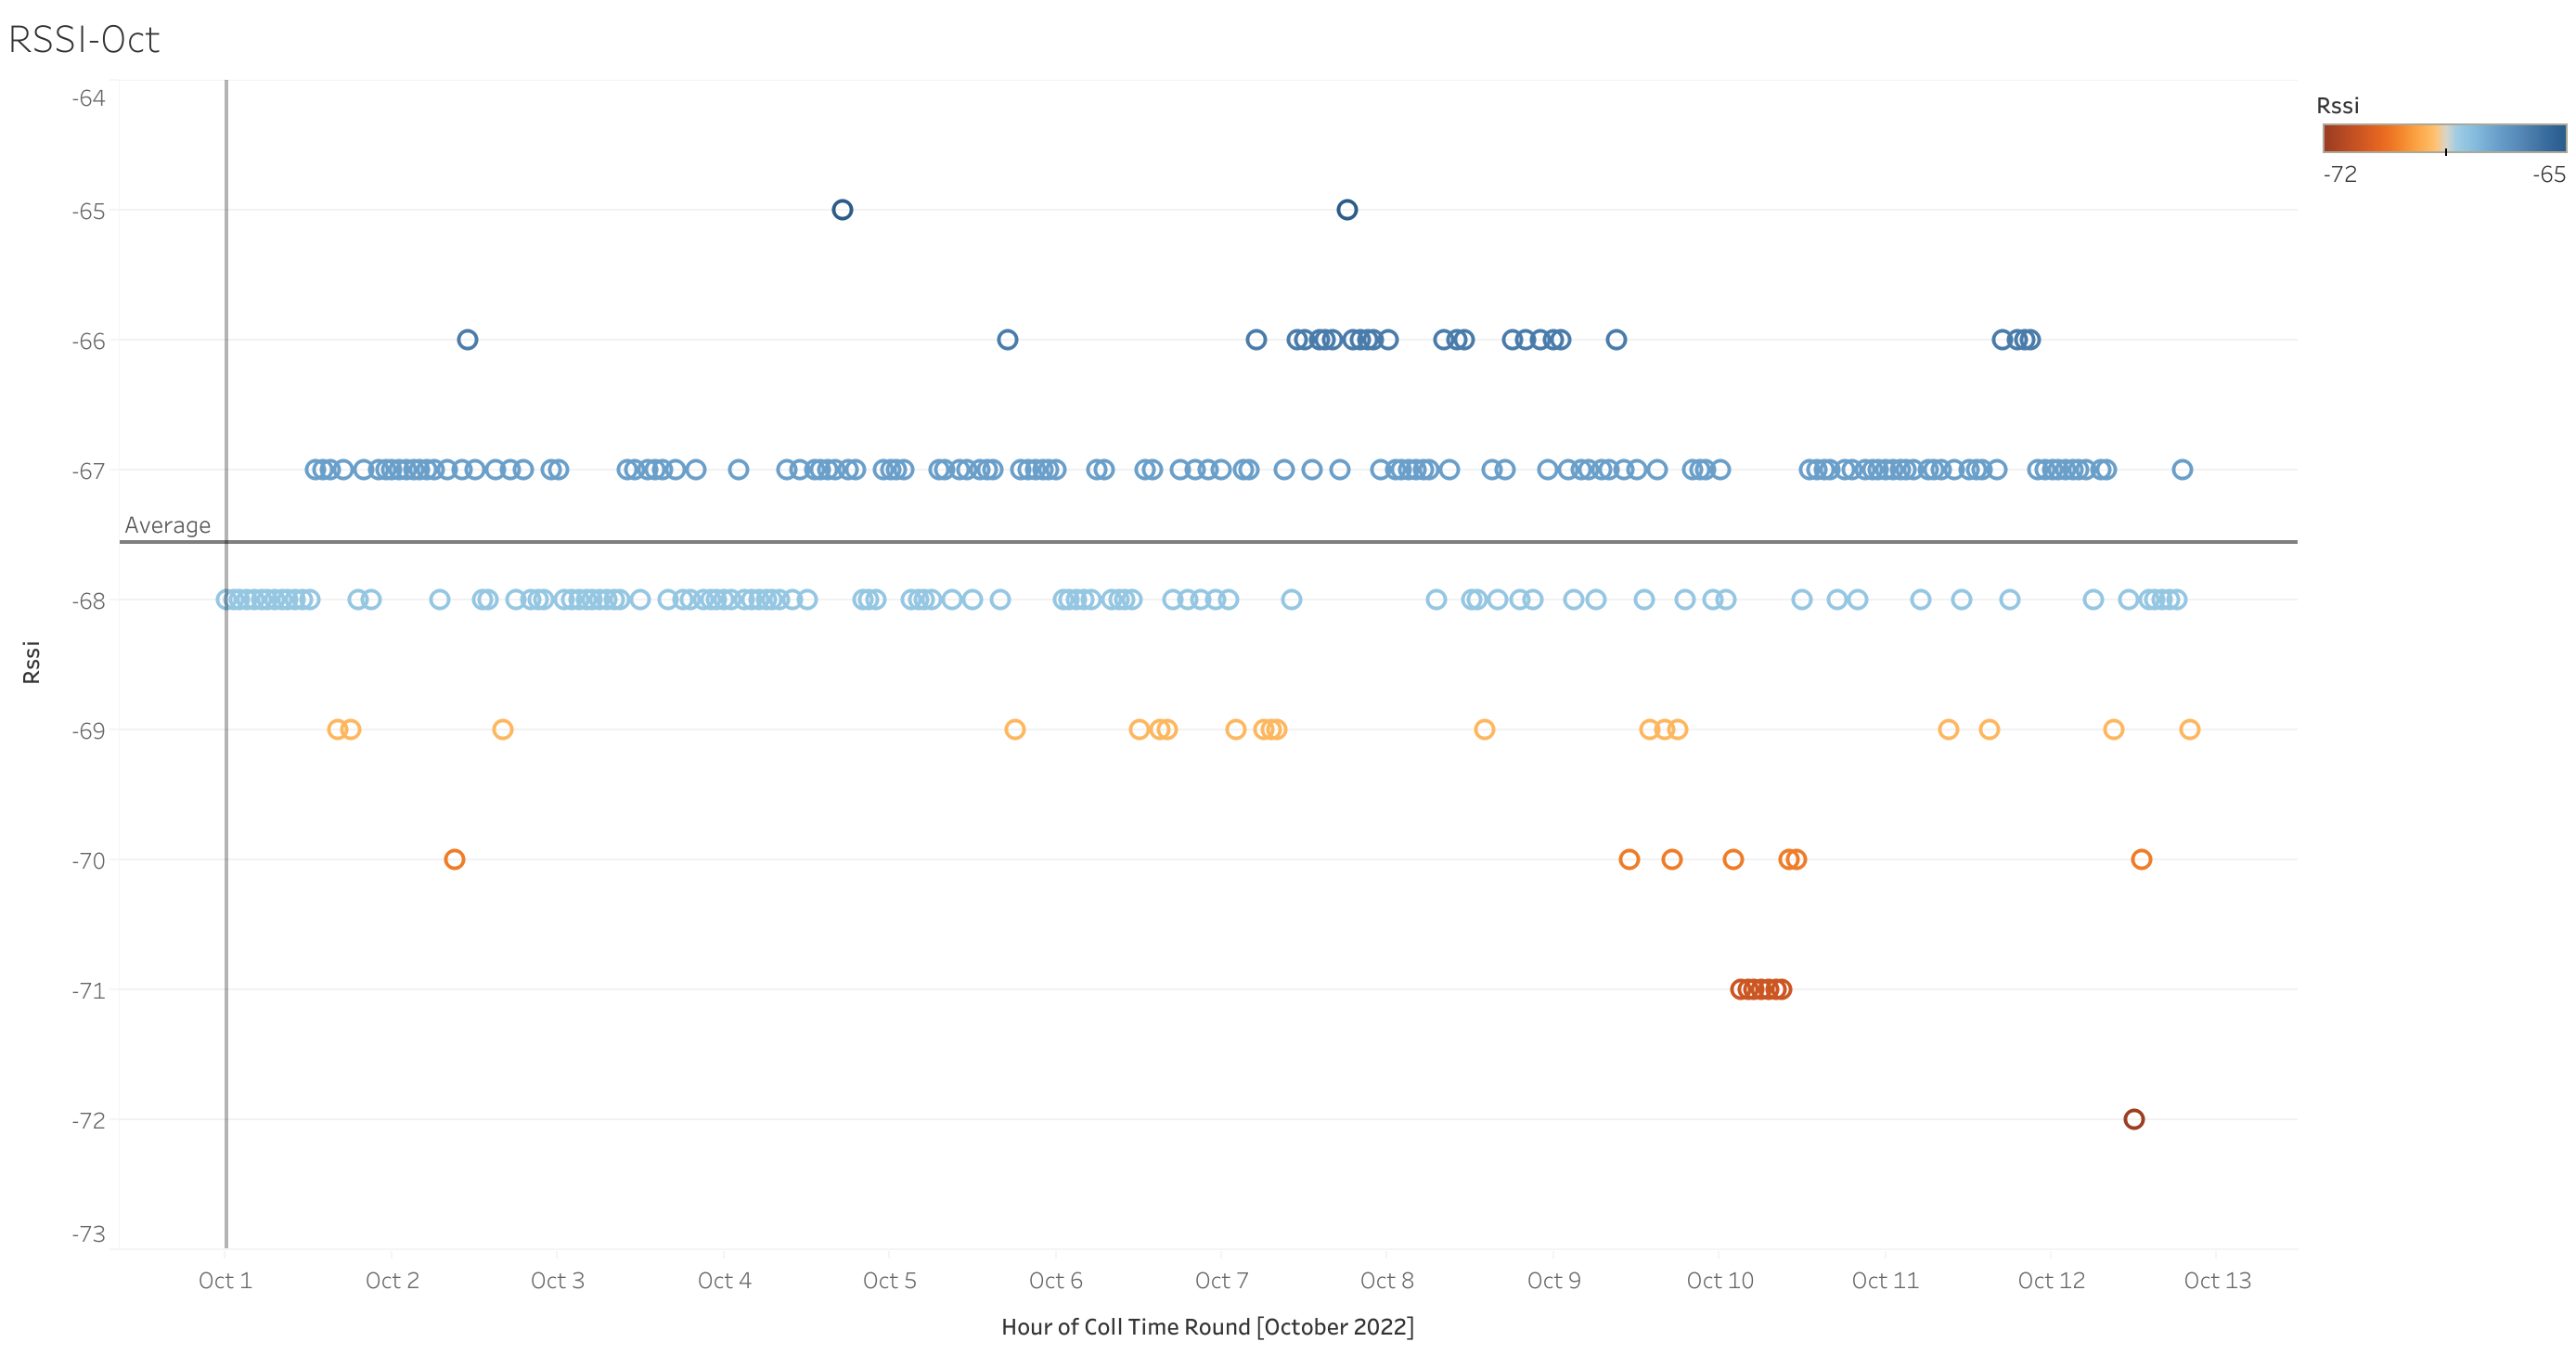 RSSI-Oct
Rssi
-72 -65
-64
-65
-66
-67
Average
-68
Rssi
-69
-70
-71
-72
-73
Oct 1 Oct 2 Oct 3 Oct 4 Oct 5 Oct 6 Oct 7 Oct 8 Oct 9 Oct 10 Oct 11 Oct 12 Oct 13
Hour of Coll Time Round [October 2022]